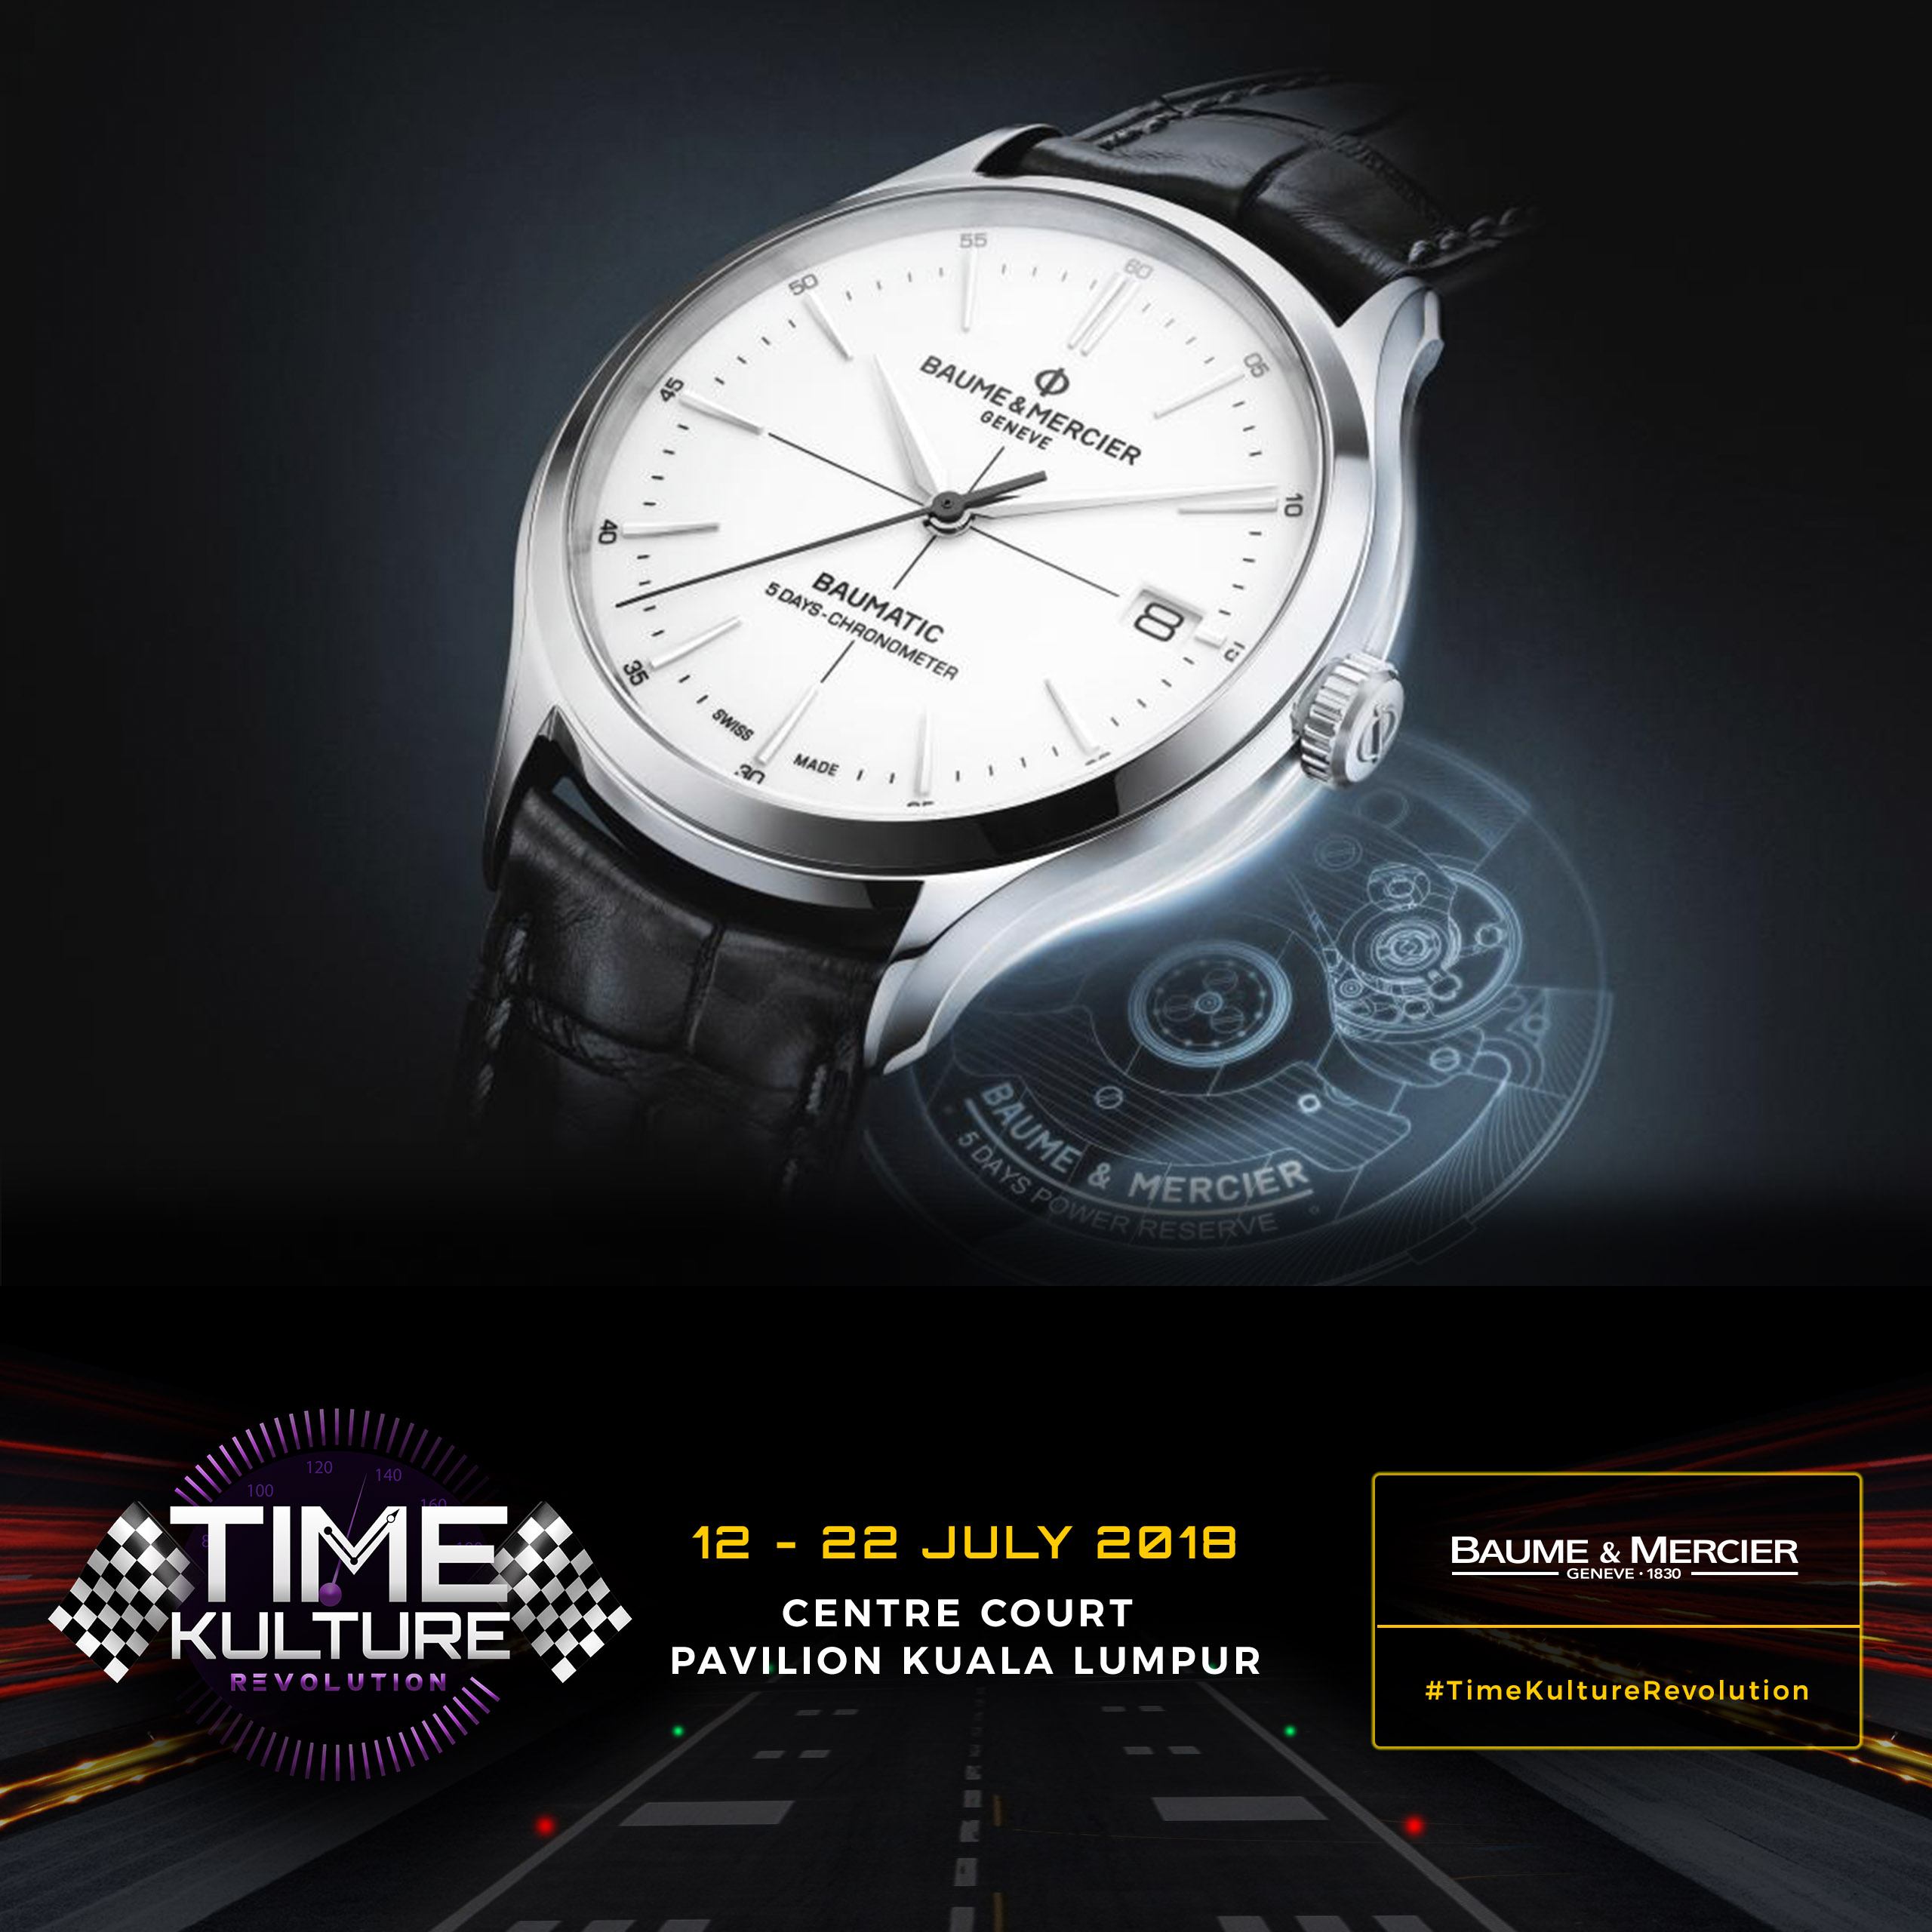 55
60
50
05
45
BAUME & MERCIER
GENEVE
10
40
BAUMATIC
5 DAYS-CHRONOMETER
8
35
SWISS MADE
30
BAUME & MERCIER
5 DAYS POWER RESERVE
120
140
100
160
TIME
KULTURE
REVOLUTION
12 - 22 JULY 2018
CENTRE COURT
PAVILION KUALA LUMPUR
BAUME & MERCIER
GENEVE · 1830
#TimeKultureRevolution